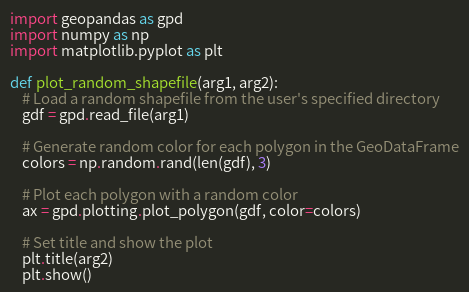 import geopandas as gpd
import numpy as np
import matplotlib.pyplot as plt

def plot_random_shapefile(arg1, arg2):
    # Load a random shapefile from the user's specified directory
    gdf = gpd.read_file(arg1)

    # Generate random color for each polygon in the GeoDataFrame
    colors = np.random.rand(len(gdf), 3)

    # Plot each polygon with a random color
    ax = gpd.plotting.plot_polygon(gdf, color=colors)

    # Set title and show the plot
    plt.title(arg2)
    plt.show()